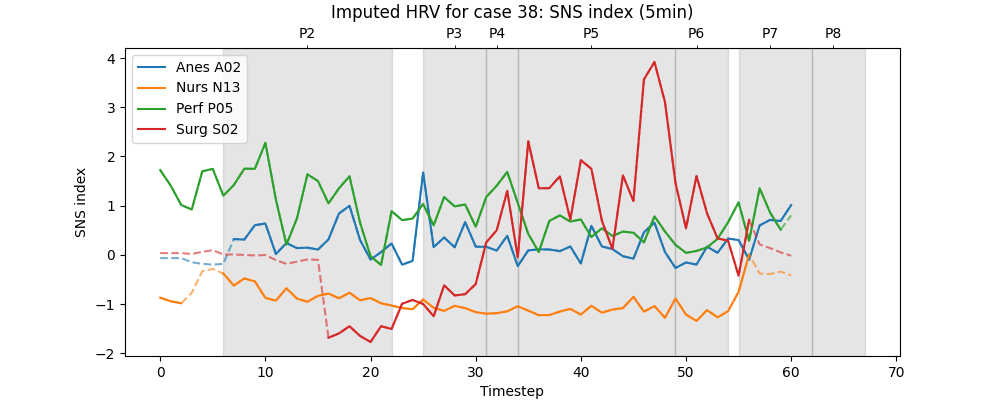 Imputed HRV for case 38: SNS index (5min)
P2 P3 P4 P5 P6 P7 P8
Anes A02
Nurs N13
Perf P05
Surg S02
SNS index
4
3
2
1
0
−1
−2
0 10 20 30 40 50 60 70
Timestep